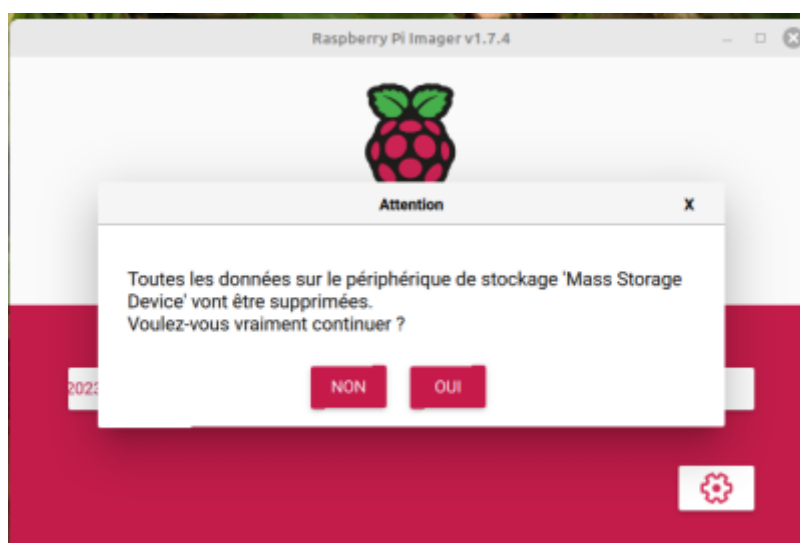 Raspberry Pi Imager v1.7.4
Attention
X
Toutes les données sur le périphérique de stockage 'Mass Storage
Device' vont être supprimées.
Voulez-vous vraiment continuer ?
2023
NON
OUI